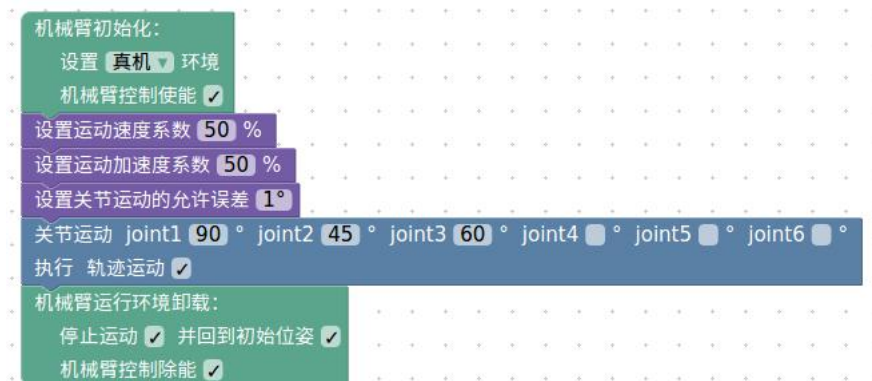 机械臂初始化:
设置 真机 环境
机械臂控制使能
设置运动速度系数 50 %
设置运动加速度系数 50 %
设置关节运动的允许误差 1°
关节运动 joint1 90 ° joint2 45 ° joint3 60 ° joint4 ° joint5 ° joint6 °
执行 轨迹运动
机械臂运行环境卸载:
停止运动 并回到初始位姿
机械臂控制除能